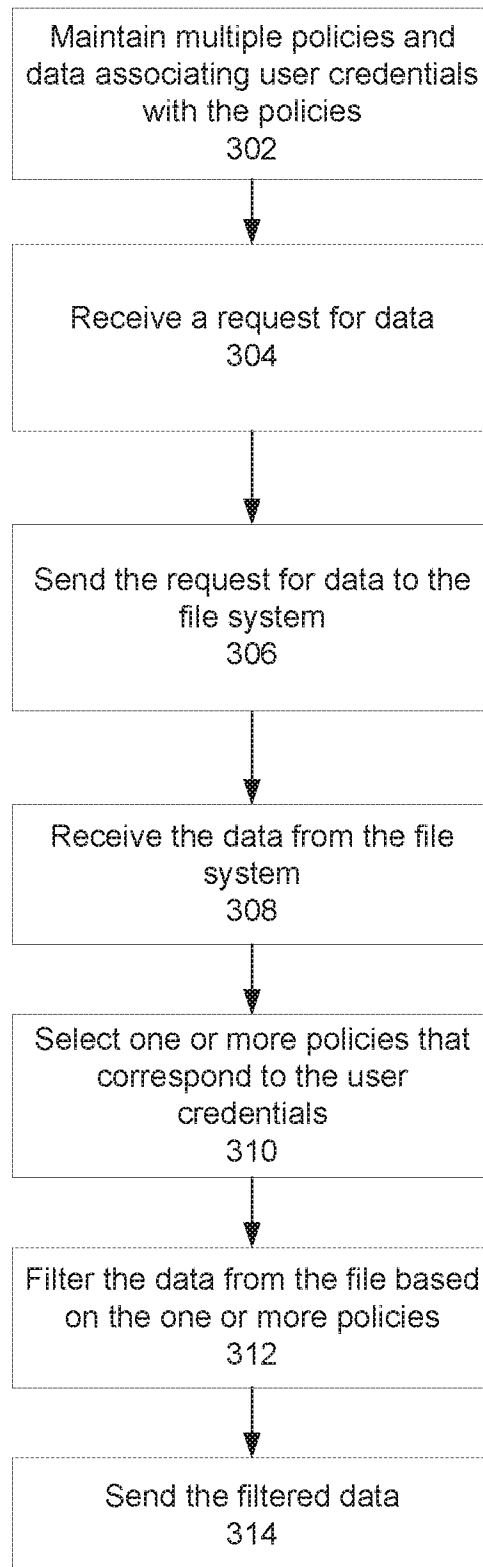 Maintain multiple policies and
data associating user credentials
with the policies
302
Receive a request for data
304
Send the request for data to the
file system
306
Receive the data from the file
system
308
Select one or more policies that
correspond to the user
credentials
310
Filter the data from the file based
on the one or more policies
312
Send the filtered data
314